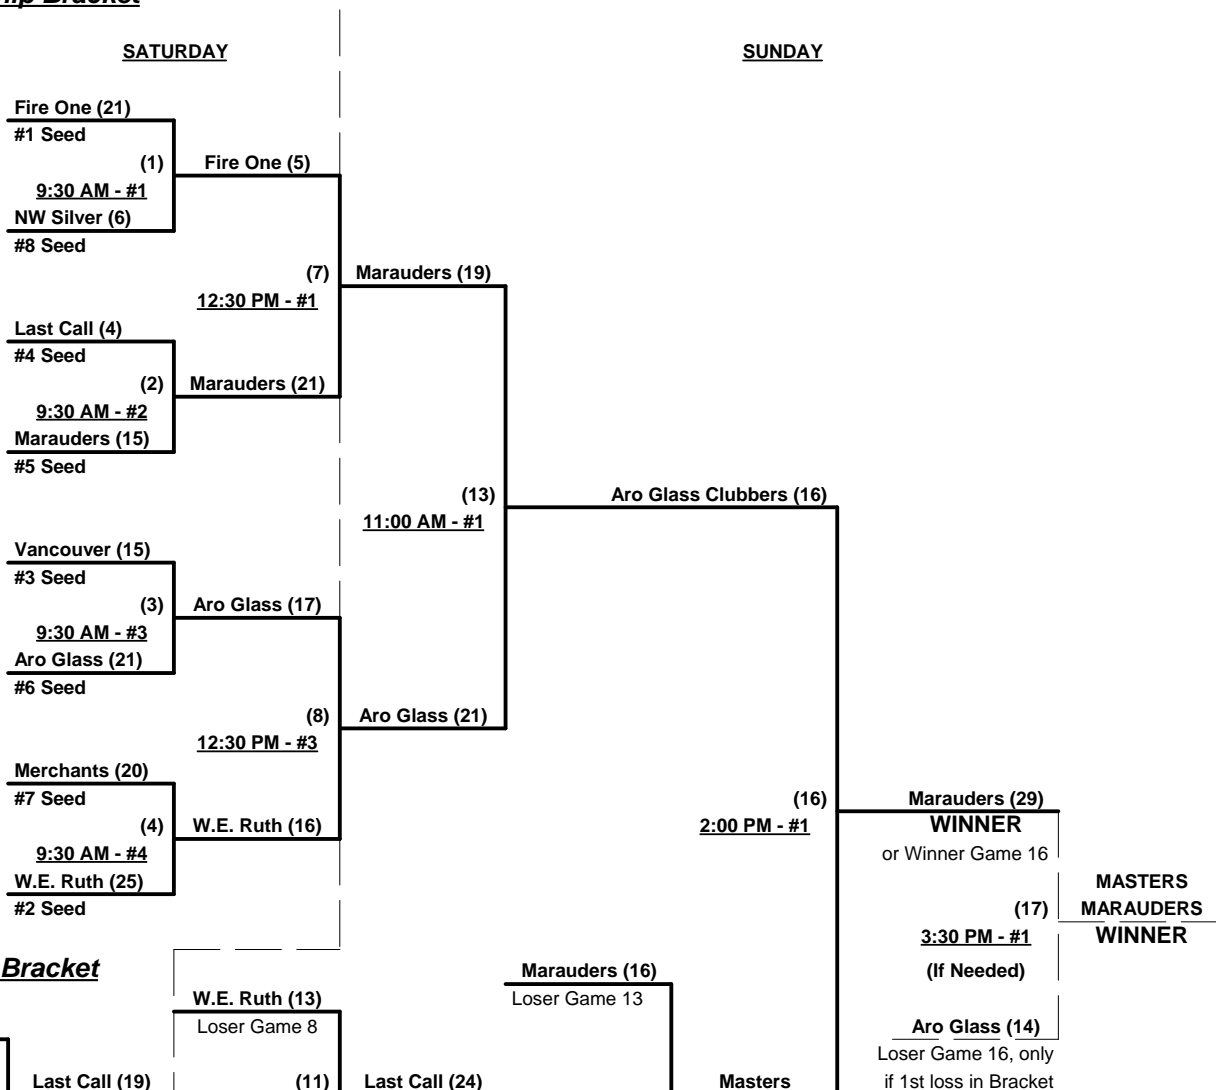 SATURDAY
SUNDAY
Fire One (21)
#1 Seed
(1)
Fire One (5)
9:30 AM - #1
NW Silver (6)
#8 Seed
(7)
Marauders (19)
12:30 PM - #1
Last Call (4)
#4 Seed
(2)
Marauders (21)
9:30 AM - #2
Marauders (15)
#5 Seed
(13)
Aro Glass Clubbers (16)
11:00 AM - #1
Vancouver (15)
#3 Seed
(3)
Aro Glass (17)
9:30 AM - #3
Aro Glass (21)
#6 Seed
(8)
Aro Glass (21)
12:30 PM - #3
Merchants (20)
#7 Seed
(4)
W.E. Ruth (16)
9:30 AM - #4
W.E. Ruth (25)
#2 Seed
(16)
Marauders (29)
2:00 PM - #1
WINNER
or Winner Game 16
MASTERS
(17)
MARAUDERS
3:30 PM - #1
WINNER
(If Needed)
Bracket
Marauders (16)
Loser Game 13
W.E. Ruth (13)
Loser Game 8
Aro Glass (14)
Loser Game 16, only
if 1st loss in Bracket
Last Call (19)
(11)
Last Call (24)
Masters